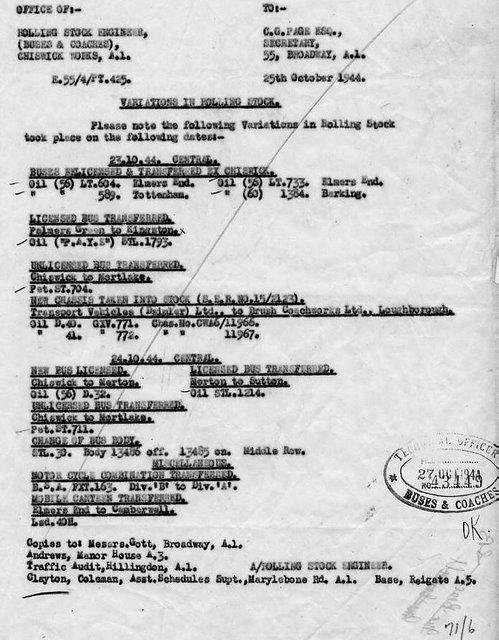 OFFICE OF:- TO:-
ROLLING STOCK ENGINEER, C.G.PAGE ESQ.,
(BUSES & COACHES), SECRETARY,
CHISWICK WORKS, A.1. 55, BROADWAY, A.1.
E.55/4/PT.425. 25th October 1944.
VARIATIONS IN ROLLING STOCK.
Please note the following Variations in Rolling Stock
took place on the following dates:-
23.10.44. CENTRAL.
BUSES RELICENSED & TRANSFERRED EX CHISWICK.
Oil (56) LT.604. Elmers End. Oil (56) LT.733. Elmers End.
" " 589. Tottenham. " (60) 1384. Barking.
LICENSED BUS TRANSFERRED.
Palmers Green to Kingston.
Oil ("P.A.Y.E") STL.1793.
UNLICENSED BUS TRANSFERRED.
Chiswick to Mortlake.
Pet.ST.704.
NEW CHASSIS TAKEN INTO STOCK (S.E.R.NO.15/2123).
Transport Vehicles (Daimler) Ltd., to Brush Coachworks Ltd., Loughborough.
Oil D.40. GXV.771. Chas.No.CWA6/11966.
" 41. " 772. " " 11967.
24.10.44. CENTRAL.
NEW BUS LICENSED. LICENSED BUS TRANSFERRED.
Chiswick to Merton. Merton to Sutton.
Oil (56) D.32. Oil STL.1214.
UNLICENSED BUS TRANSFERRED.
Chiswick to Mortlake.
Pet.ST.711.
CHANGE OF BUS BODY.
STL.30. Body 13486 off. 13485 on. Middle Row.
MISCELLANEOUS.
MOTOR CYCLE COMBINATION TRANSFERRED.
B.S.A. FXT.163. Div.'B' to Div.'A'.
MOBILE CANTEEN TRANSFERRED.
Elmers End to Camberwell.
Lsd.40H.
TECHNICAL OFFICER
27 OCT 1944
BUSES & COACHES
OK
Copies to: Messrs.Cott, Broadway, A.1.
Andrews, Manor House A.3.
Traffic Audit,Hillingdon, A.1. A/ROLLING STOCK ENGINEER.
Clayton, Coleman, Asst.Schedules Supt.,Marylebone Rd. A.1. Base, Reigate A.5.
71/6